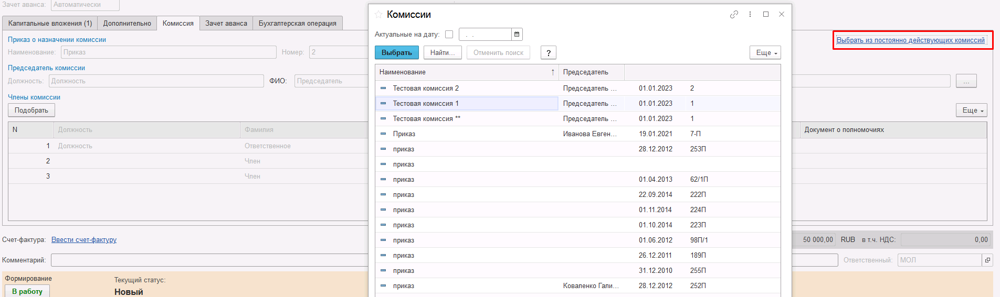 Зачет аванса: Автоматически
Капитальные вложения (1) Дополнительно Комиссия Зачет аванса Бухгалтерская операция
Приказ о назначении комиссии
Выбрать из постоянно действующих комиссий
Наименование: Приказ Номер: 2
Председатель комиссии
Должность: Должность ФИО: Председатель ...
Члены комиссии
Подобрать Еще
N Должность Фамилия Документ о полномочиях
1 Должность Ответственное
2 Член
3 Член
Счет-фактура: Ввести счет-фактуру 50 000,00 RUB в т.ч. НДС: 0,00
Комментарий: Ответственный: МОЛ
Формирование Текущий статус:
В работу Новый
Комиссии
Актуальные на дату: . .
Выбрать Найти... Отменить поиск ? Еще
Наименование ↑ Председатель
Тестовая комиссия 2 Председатель ... 01.01.2023 2
Тестовая комиссия 1 Председатель ... 01.01.2023 1
Тестовая комиссия ** Председатель ... 01.01.2023 1
Приказ Иванова Евген... 19.01.2021 7-П
приказ 28.12.2012 253П
приказ
приказ 01.04.2013 62/1П
приказ 22.09.2014 222П
приказ 01.11.2014 224П
приказ 01.10.2014 223П
приказ 01.06.2012 98П/1
приказ 26.12.2011 189П
приказ 31.12.2010 255П
приказ Коваленко Гали... 28.12.2012 252П